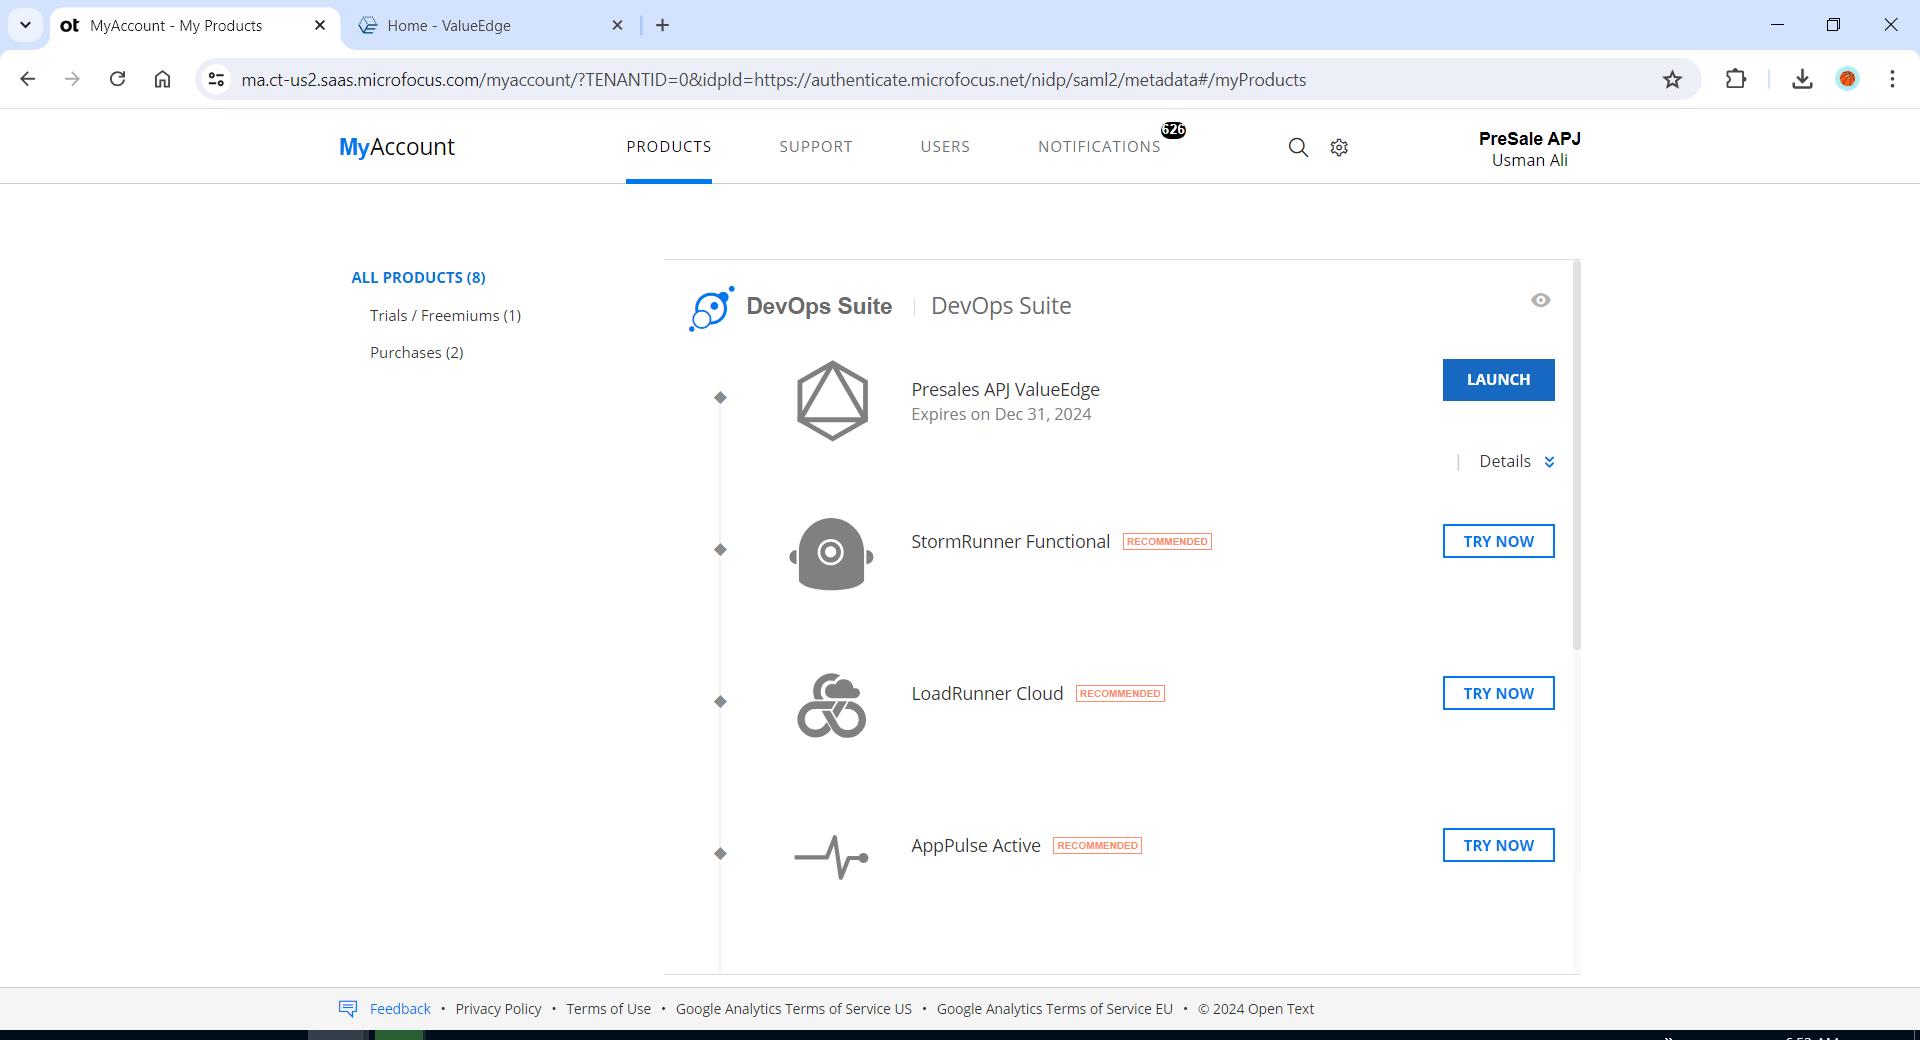 ot MyAccount - My Products
Home - ValueEdge
ma.ct-us2.saas.microfocus.com/myaccount/?TENANTID=0&idpId=https://authenticate.microfocus.net/nidp/saml2/metadata#/myProducts
MyAccount
PRODUCTS
SUPPORT
USERS
NOTIFICATIONS
626
PreSale APJ
Usman Ali
ALL PRODUCTS (8)
Trials / Freemiums (1)
Purchases (2)
DevOps Suite | DevOps Suite
Presales APJ ValueEdge
Expires on Dec 31, 2024
LAUNCH
| Details
StormRunner Functional RECOMMENDED
TRY NOW
LoadRunner Cloud RECOMMENDED
TRY NOW
AppPulse Active RECOMMENDED
TRY NOW
Feedback • Privacy Policy • Terms of Use • Google Analytics Terms of Service US • Google Analytics Terms of Service EU • © 2024 Open Text